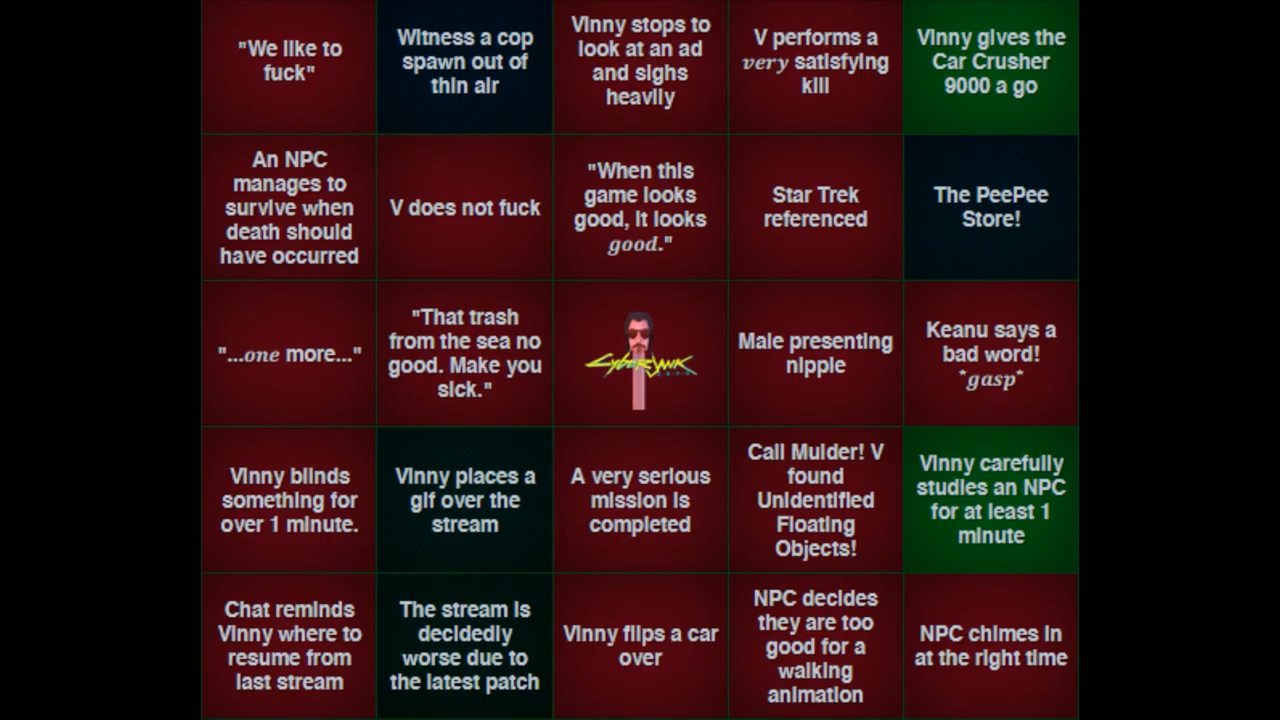 "We like to
fuck"
Witness a cop
spawn out of
thin air
Vinny stops to
look at an ad
and sighs
heavily
V performs a
very satisfying
kill
Vinny gives the
Car Crusher
9000 a go
An NPC
manages to
survive when
death should
have occurred
V does not fuck
"When this
game looks
good, it looks
good."
Star Trek
referenced
The PeePee
Store!
"...one more..."
"That trash
from the sea no
good. Make you
sick."
Male presenting
nipple
Keanu says a
bad word!
*gasp*
Vinny blinds
something for
over 1 minute.
Vinny places a
gif over the
stream
A very serious
mission is
completed
Call Mulder! V
found
Unidentified
Floating
Objects!
Vinny carefully
studies an NPC
for at least 1
minute
Chat reminds
Vinny where to
resume from
last stream
The stream is
decidedly
worse due to
the latest patch
Vinny flips a car
over
NPC decides
they are too
good for a
walking
animation
NPC chimes in
at the right time